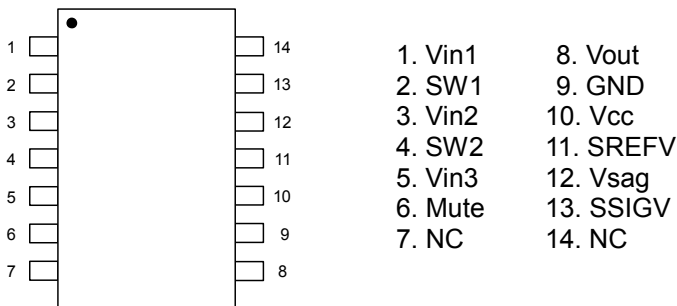 1 14
2 13
3 12
4 11
5 10
6 9
7 8
1. Vin1 8. Vout
2. SW1 9. GND
3. Vin2 10. Vcc
4. SW2 11. SREFV
5. Vin3 12. Vsag
6. Mute 13. SSIGV
7. NC 14. NC